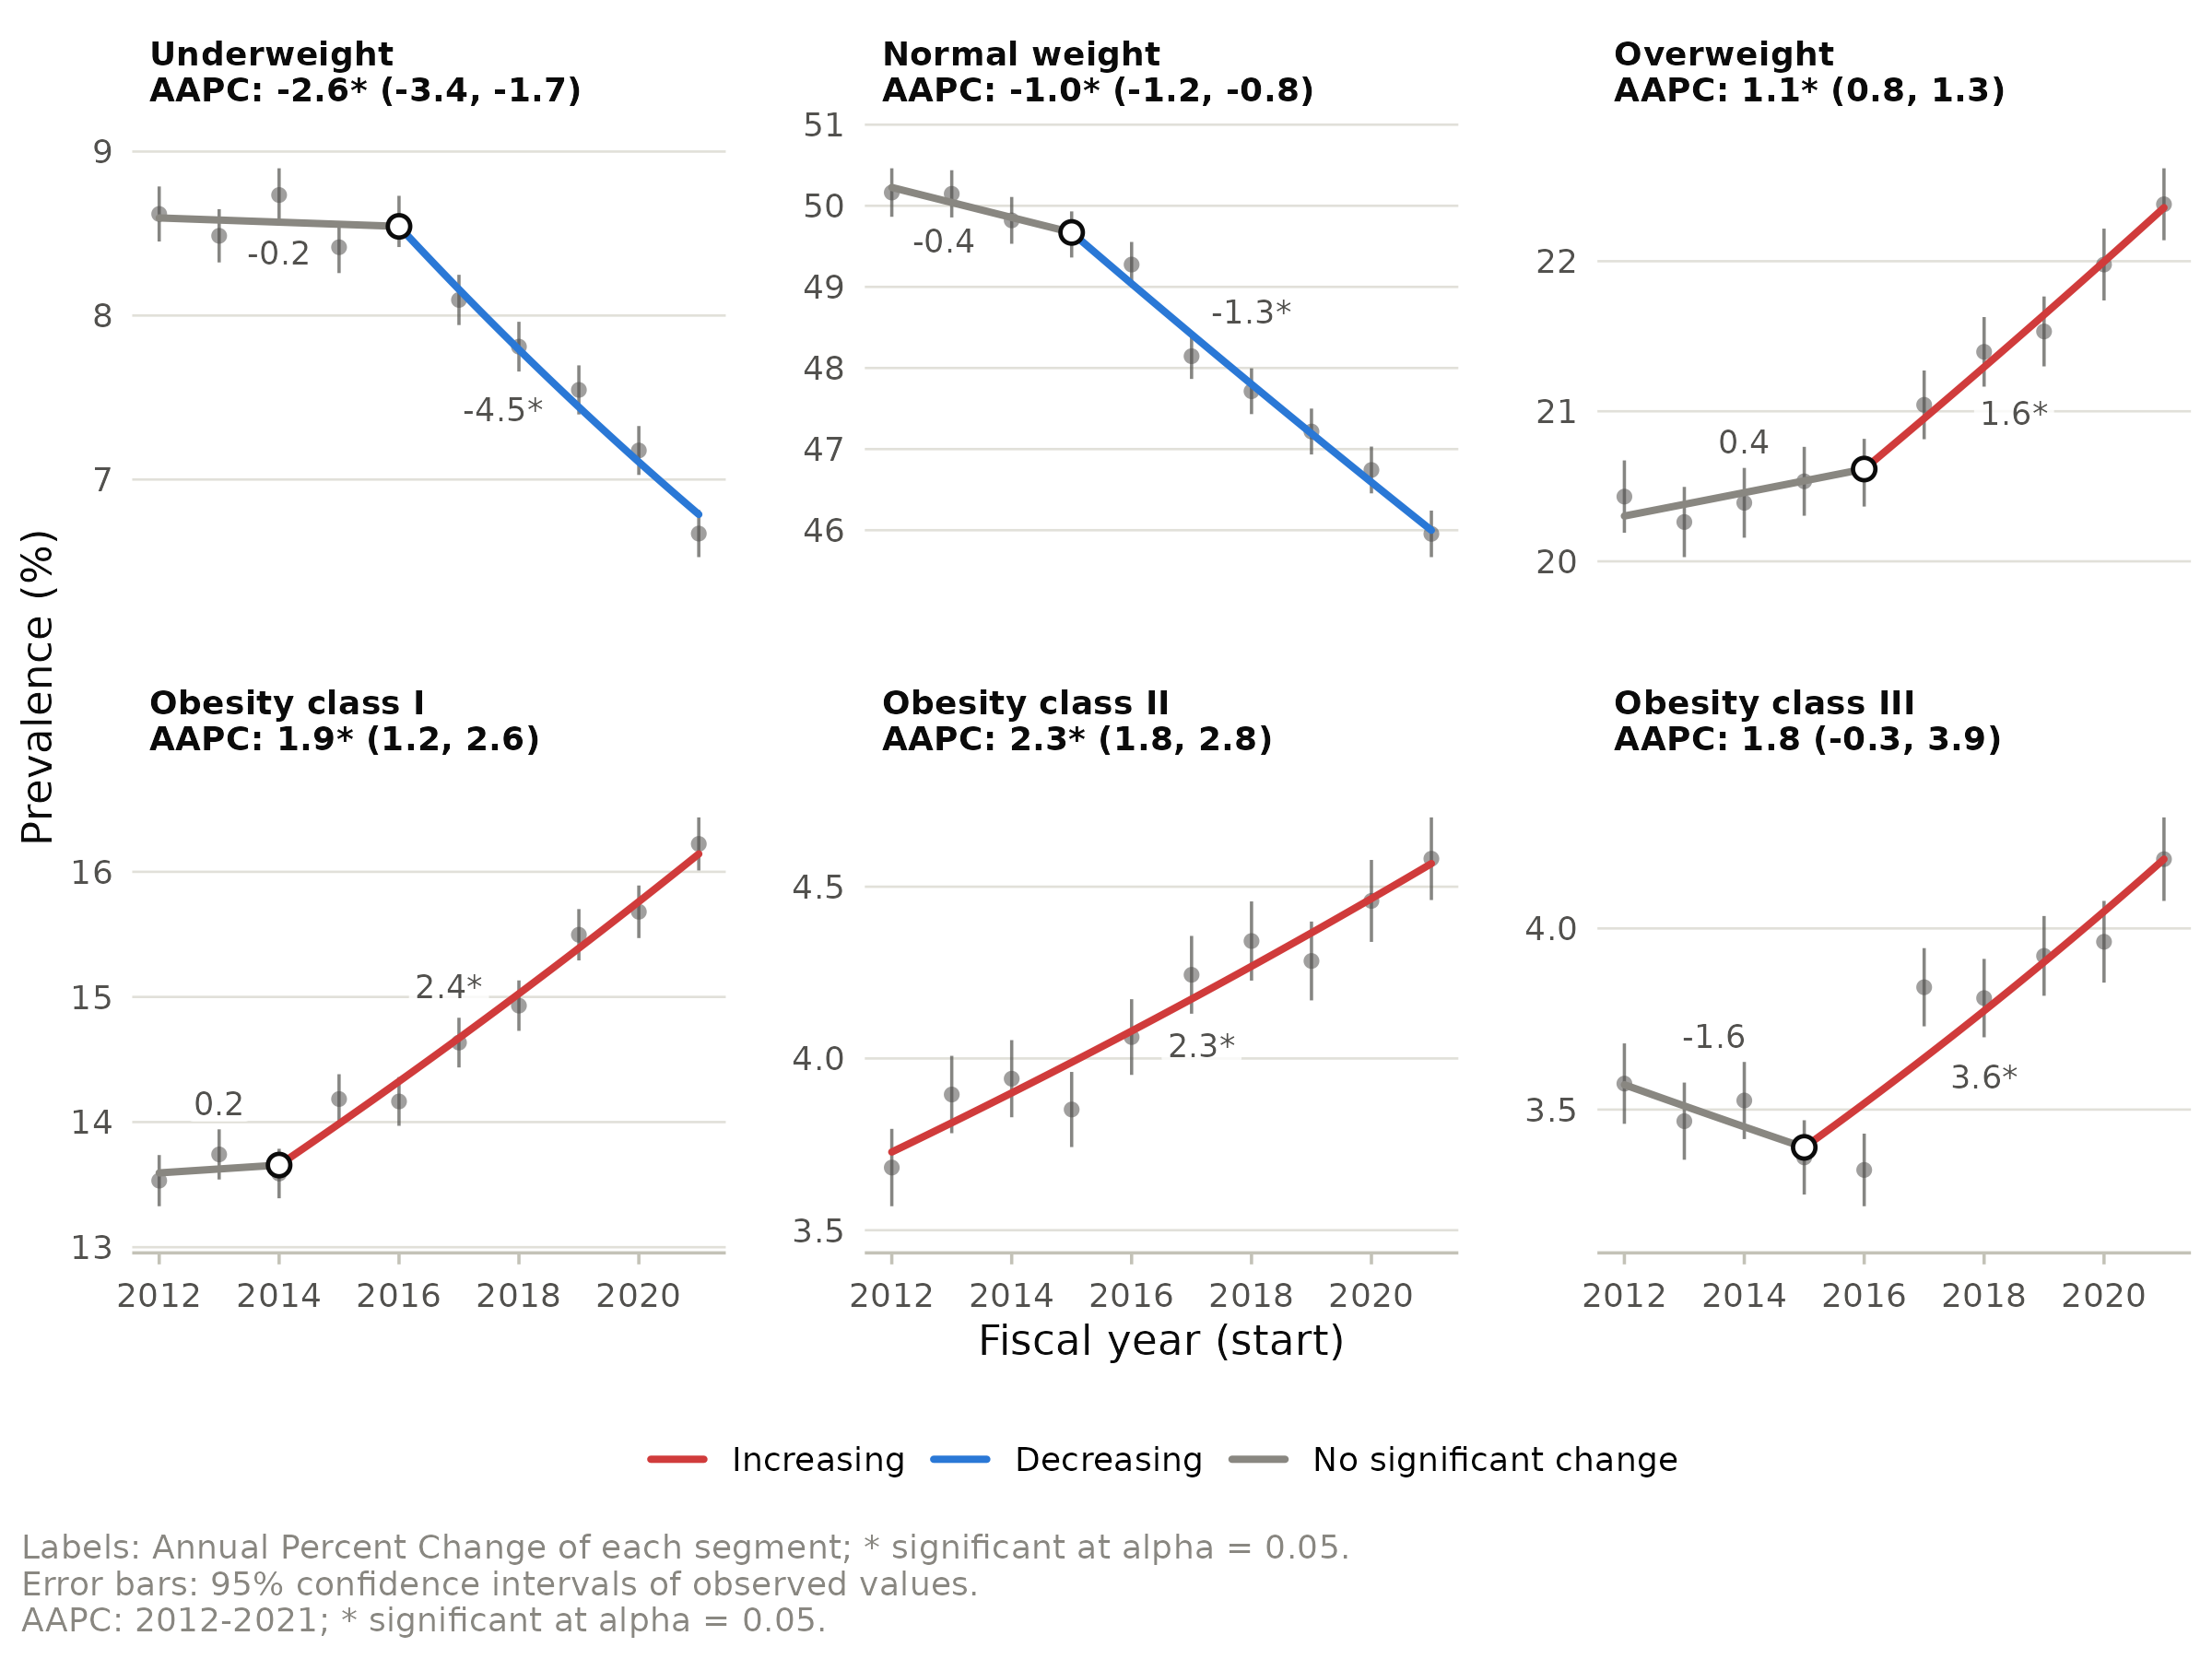 Underweight
AAPC: -2.6* (-3.4, -1.7)
Normal weight
AAPC: -1.0* (-1.2, -0.8)
Overweight
AAPC: 1.1* (0.8, 1.3)
9
8
7
-0.2
-4.5*
51
50
49
48
47
46
-0.4
-1.3*
22
21
20
0.4
1.6*
Prevalence (%)
Obesity class I
AAPC: 1.9* (1.2, 2.6)
Obesity class II
AAPC: 2.3* (1.8, 2.8)
Obesity class III
AAPC: 1.8 (-0.3, 3.9)
16
15
14
13
0.2
2.4*
2012 2014 2016 2018 2020
4.5
4.0
3.5
2.3*
2012 2014 2016 2018 2020
4.0
3.5
-1.6
3.6*
2012 2014 2016 2018 2020
Fiscal year (start)
Increasing Decreasing No significant change
Labels: Annual Percent Change of each segment; * significant at alpha = 0.05.
Error bars: 95% confidence intervals of observed values.
AAPC: 2012-2021; * significant at alpha = 0.05.